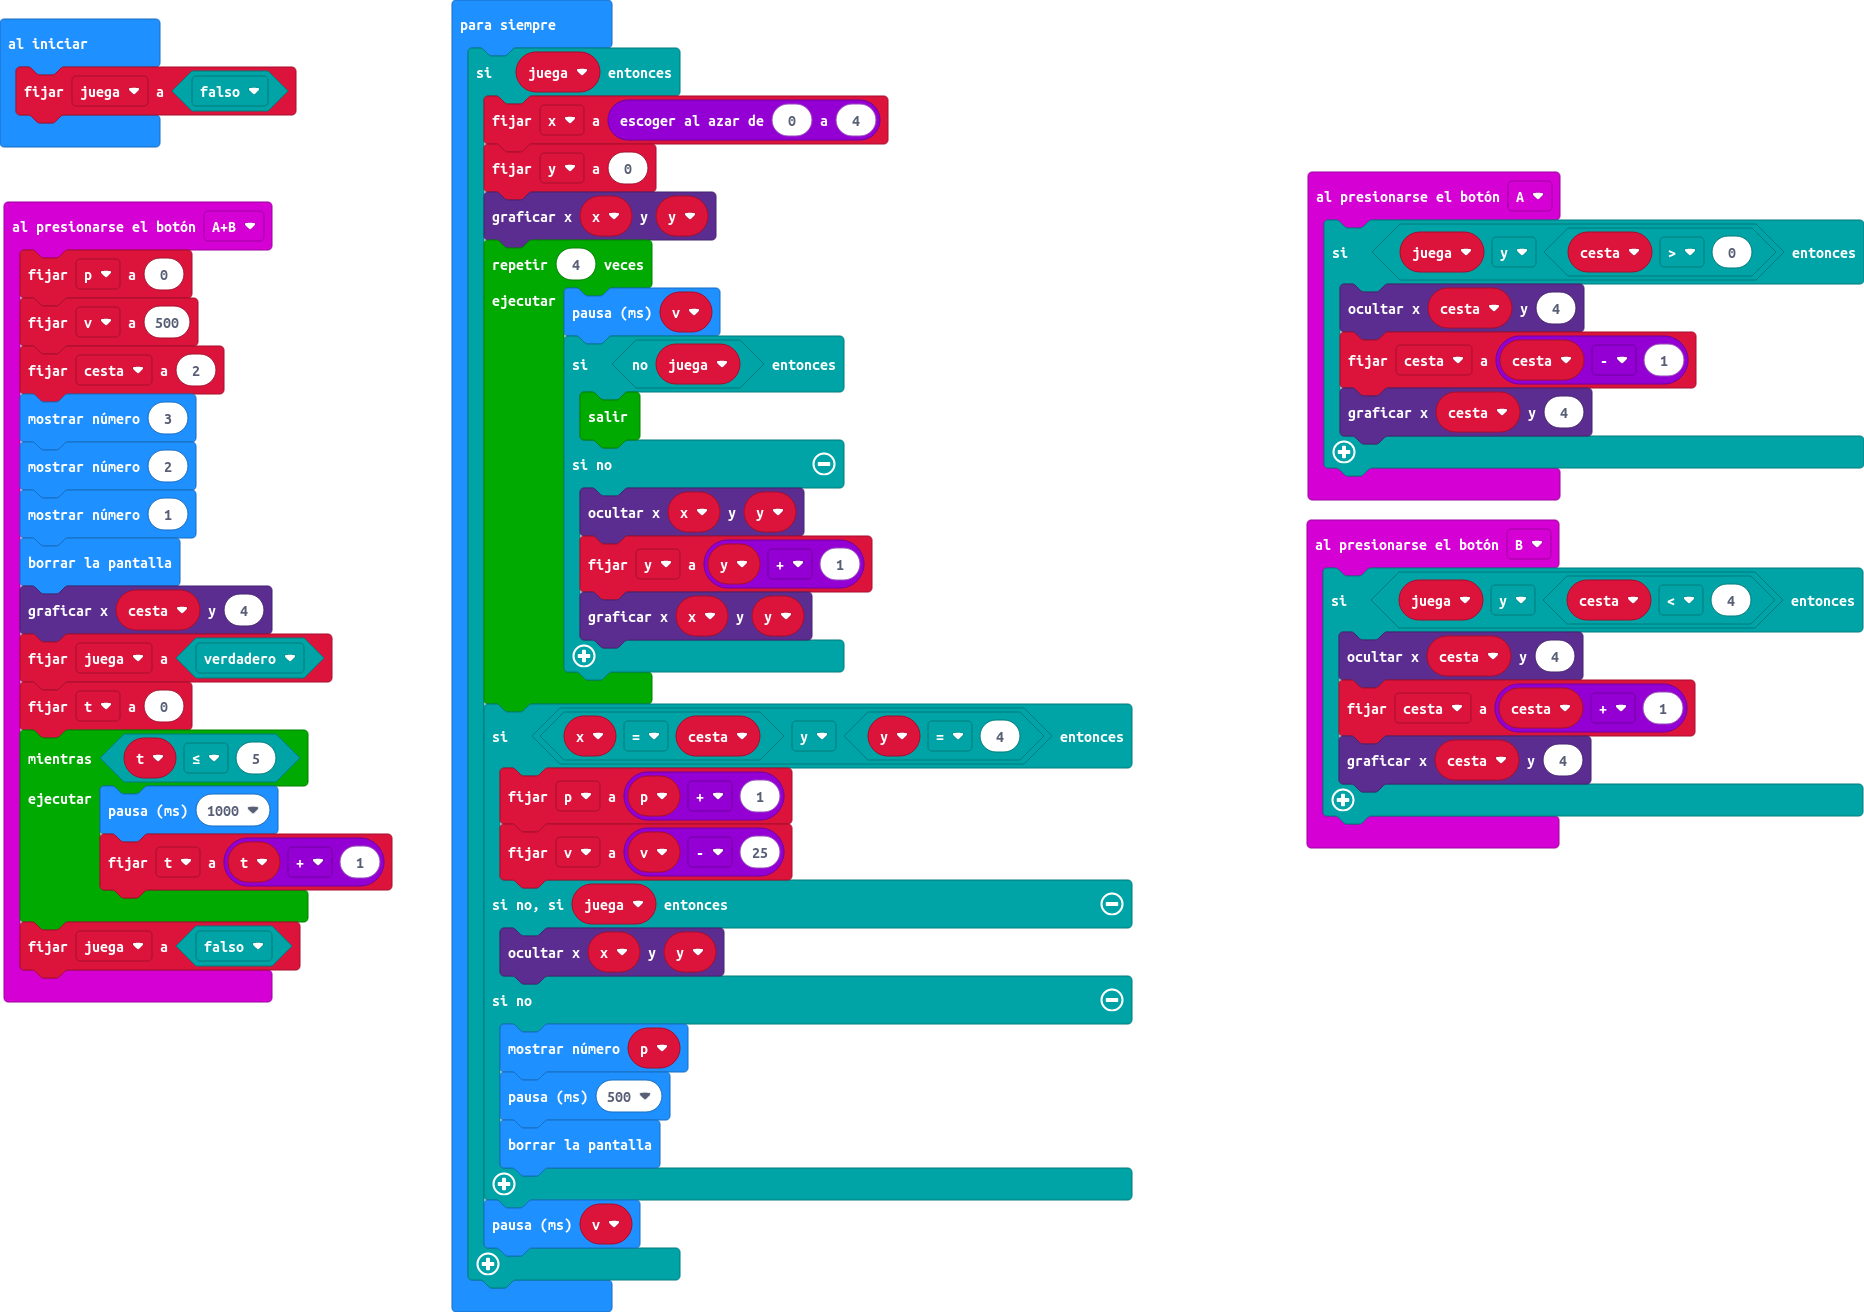 al iniciar
fijar juega a falso
al presionarse el botón A+B
fijar p a 0
fijar v a 500
fijar cesta a 2
mostrar número 3
mostrar número 2
mostrar número 1
borrar la pantalla
graficar x cesta y 4
fijar juega a verdadero
fijar t a 0
mientras t ≤ 5
ejecutar pausa (ms) 1000
fijar t a t + 1
fijar juega a falso
para siempre
si juega entonces
fijar x a escoger al azar de 0 a 4
fijar y a 0
graficar x x y y
repetir 4 veces
ejecutar pausa (ms) v
si no juega entonces
salir
si no
ocultar x x y y
fijar y a y + 1
graficar x x y y
si x = cesta y y = 4 entonces
fijar p a p + 1
fijar v a v - 25
si no, si juega entonces
ocultar x x y y
si no
mostrar número p
pausa (ms) 500
borrar la pantalla
pausa (ms) v
al presionarse el botón A
si juega y cesta > 0 entonces
ocultar x cesta y 4
fijar cesta a cesta - 1
graficar x cesta y 4
al presionarse el botón B
si juega y cesta < 4 entonces
ocultar x cesta y 4
fijar cesta a cesta + 1
graficar x cesta y 4